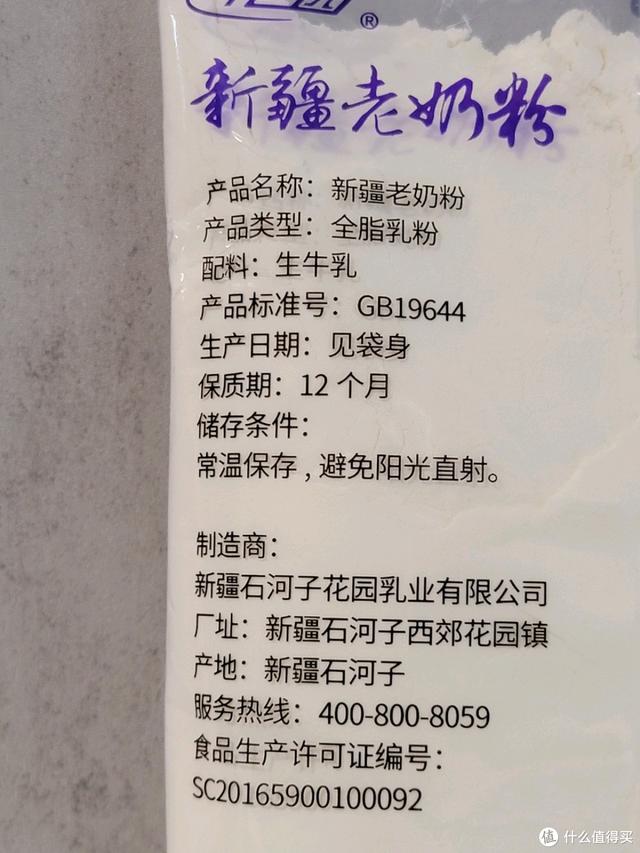 ®
新疆老奶粉
产品名称：新疆老奶粉
产品类型：全脂乳粉
配料：生牛乳
产品标准号：GB19644
生产日期：见袋身
保质期：12 个月
储存条件：
常温保存，避免阳光直射。
制造商：
新疆石河子花园乳业有限公司
厂址：新疆石河子西郊花园镇
产地：新疆石河子
服务热线：400-800-8059
食品生产许可证编号：
SC20165900100092
值 什么值得买